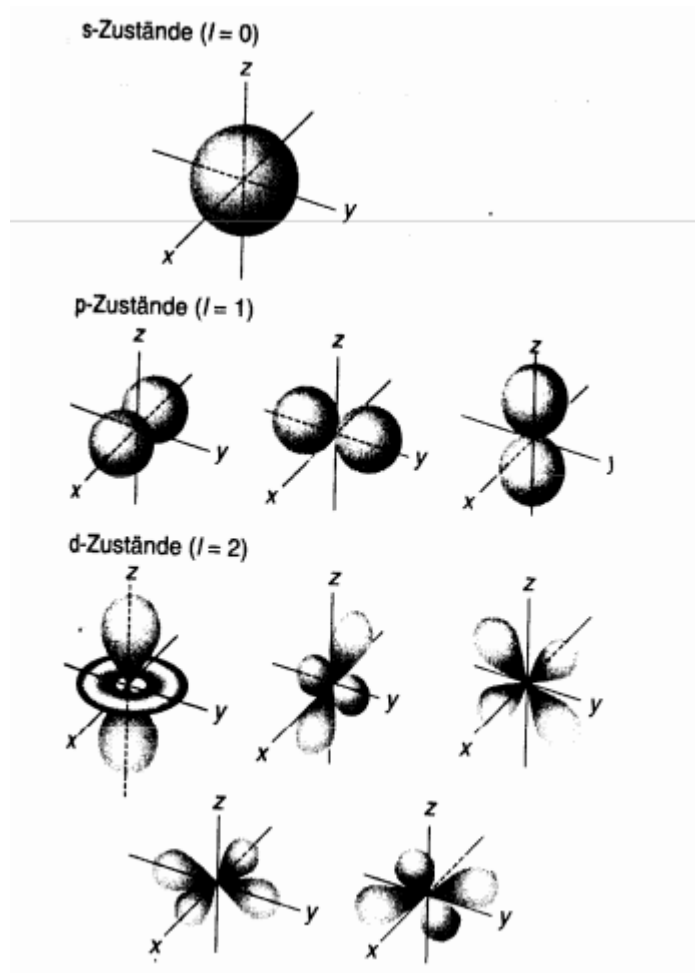 s-Zustände (l = 0)
z
y
x
p-Zustände (l = 1)
z
y
x
z
y
x
z
J
x
d-Zustände (l = 2)
z
y
x
z
y
x
z
y
x
z
y
x
z
y
x